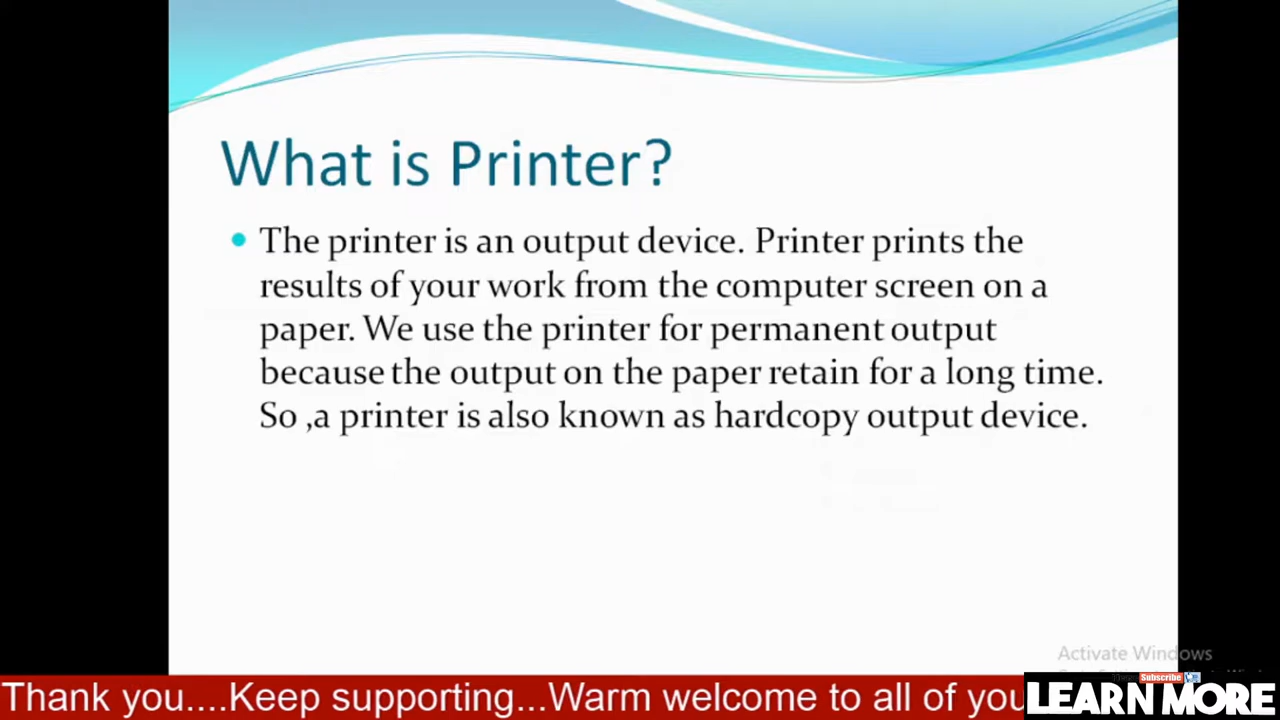 What is Printer?
The printer is an output device. Printer prints the
results of your work from the computer screen on a
paper. We use the printer for permanent output
because the output on the paper retain for a long time.
So ,a printer is also known as hardcopy output device.
Activate Windows
Subscribe
Thank you....Keep supporting...Warm welcome to all of you
LEARN MORE